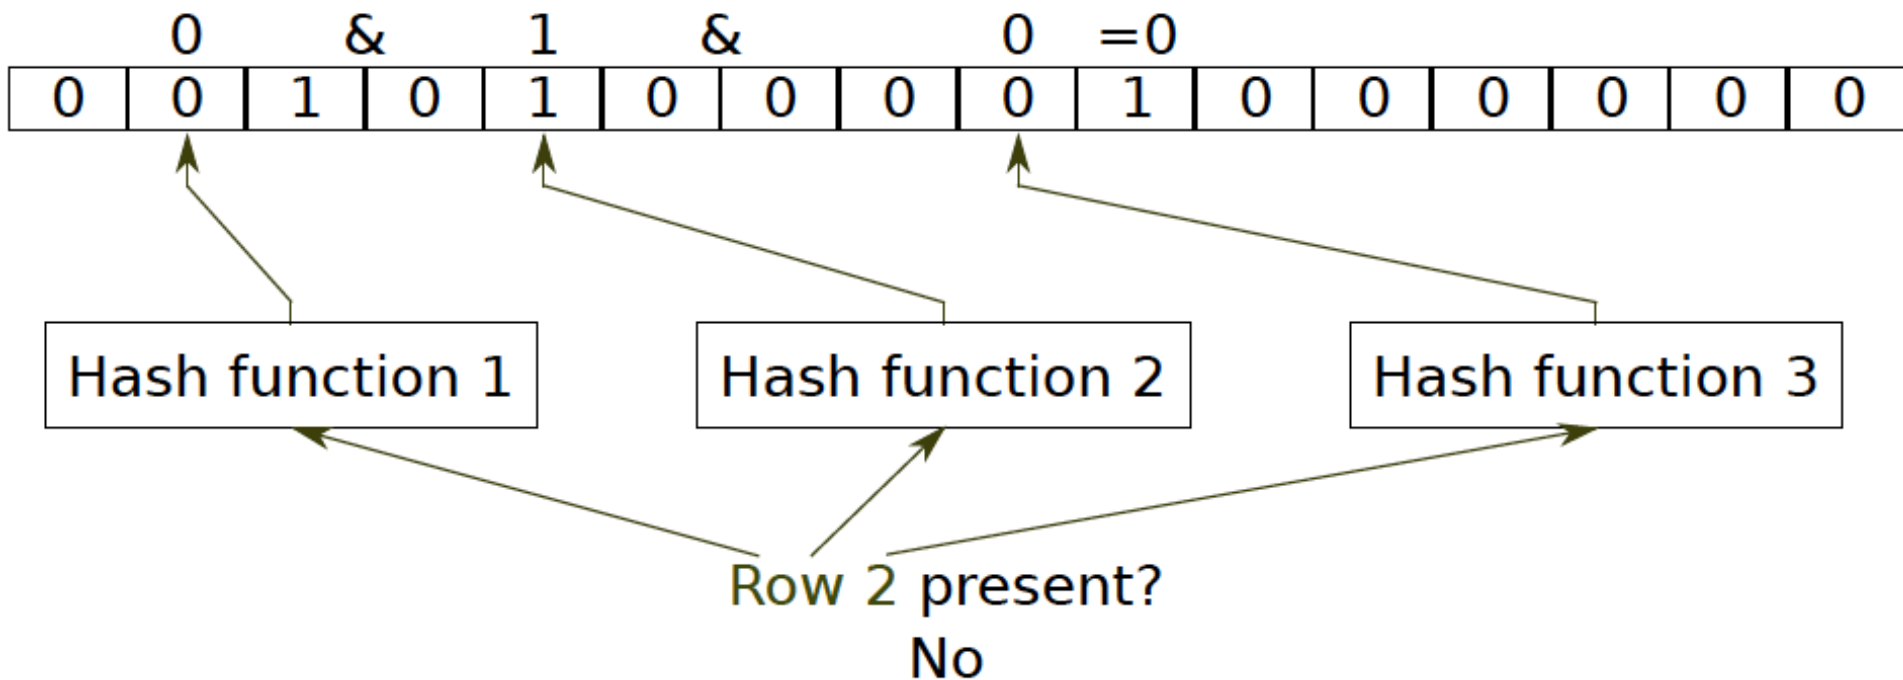 0 & 1 & 0 =0
0 0 1 0 1 0 0 0 0 1 0 0 0 0 0 0
Hash function 1 Hash function 2 Hash function 3
Row 2 present?
No